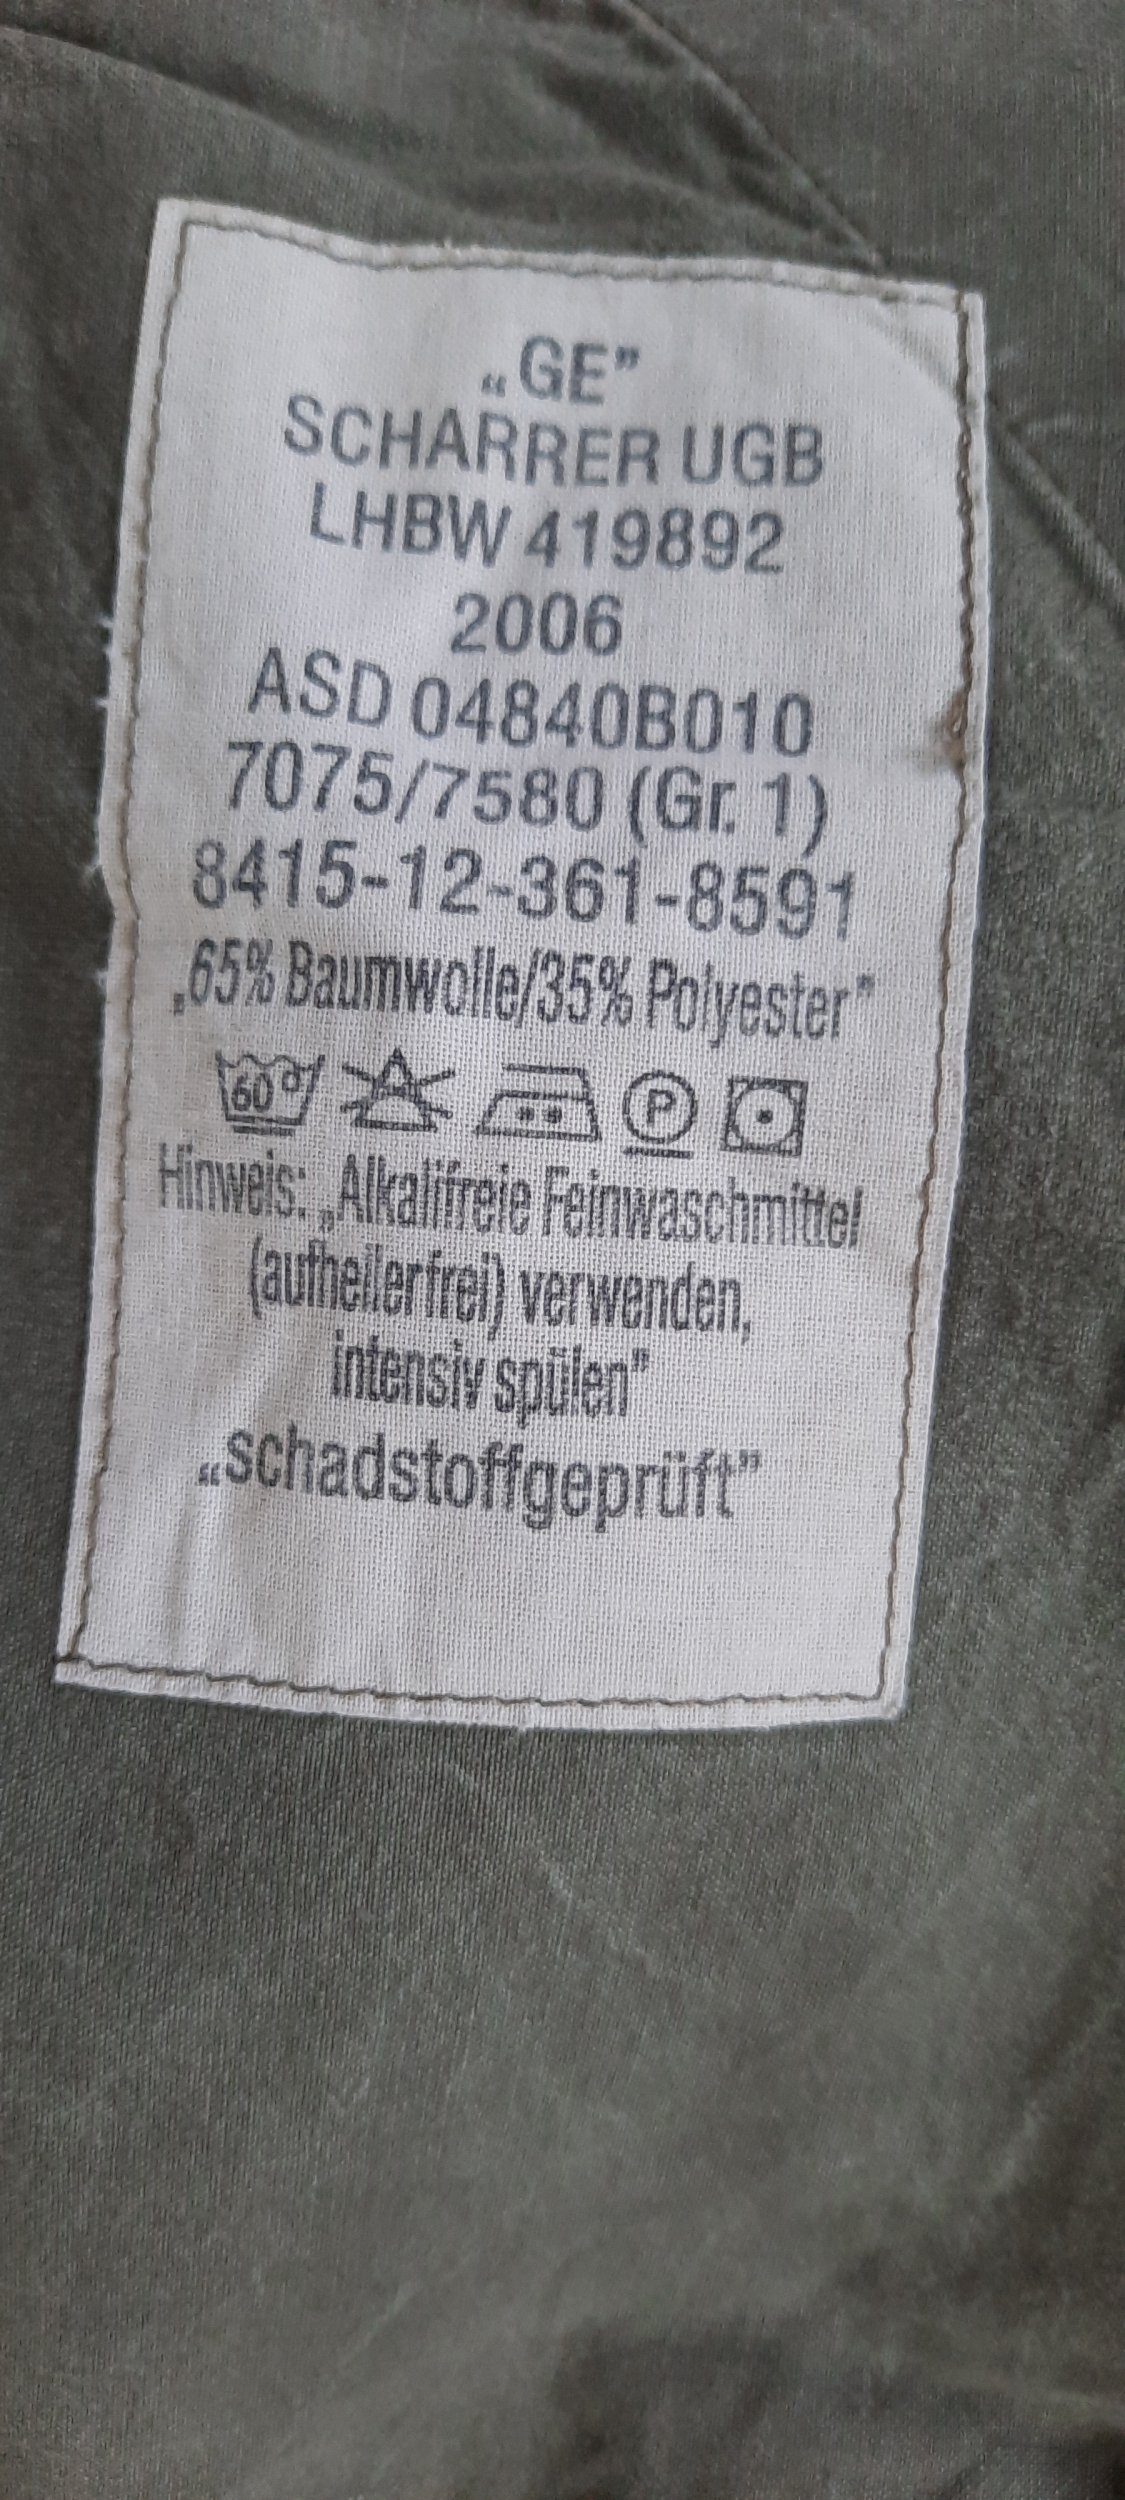 „GE”
SCHARRER UGB
LHBW 419892
2006
ASD 04840B010
7075/7580 (Gr. 1)
8415-12-361-8591
„65% Baumwolle/35% Polyester”
60 P
Hinweis: „Alkalifreie Feinwaschmittel
(aufhellerfrei) verwenden,
intensiv spülen”
„schadstoffgeprüft”